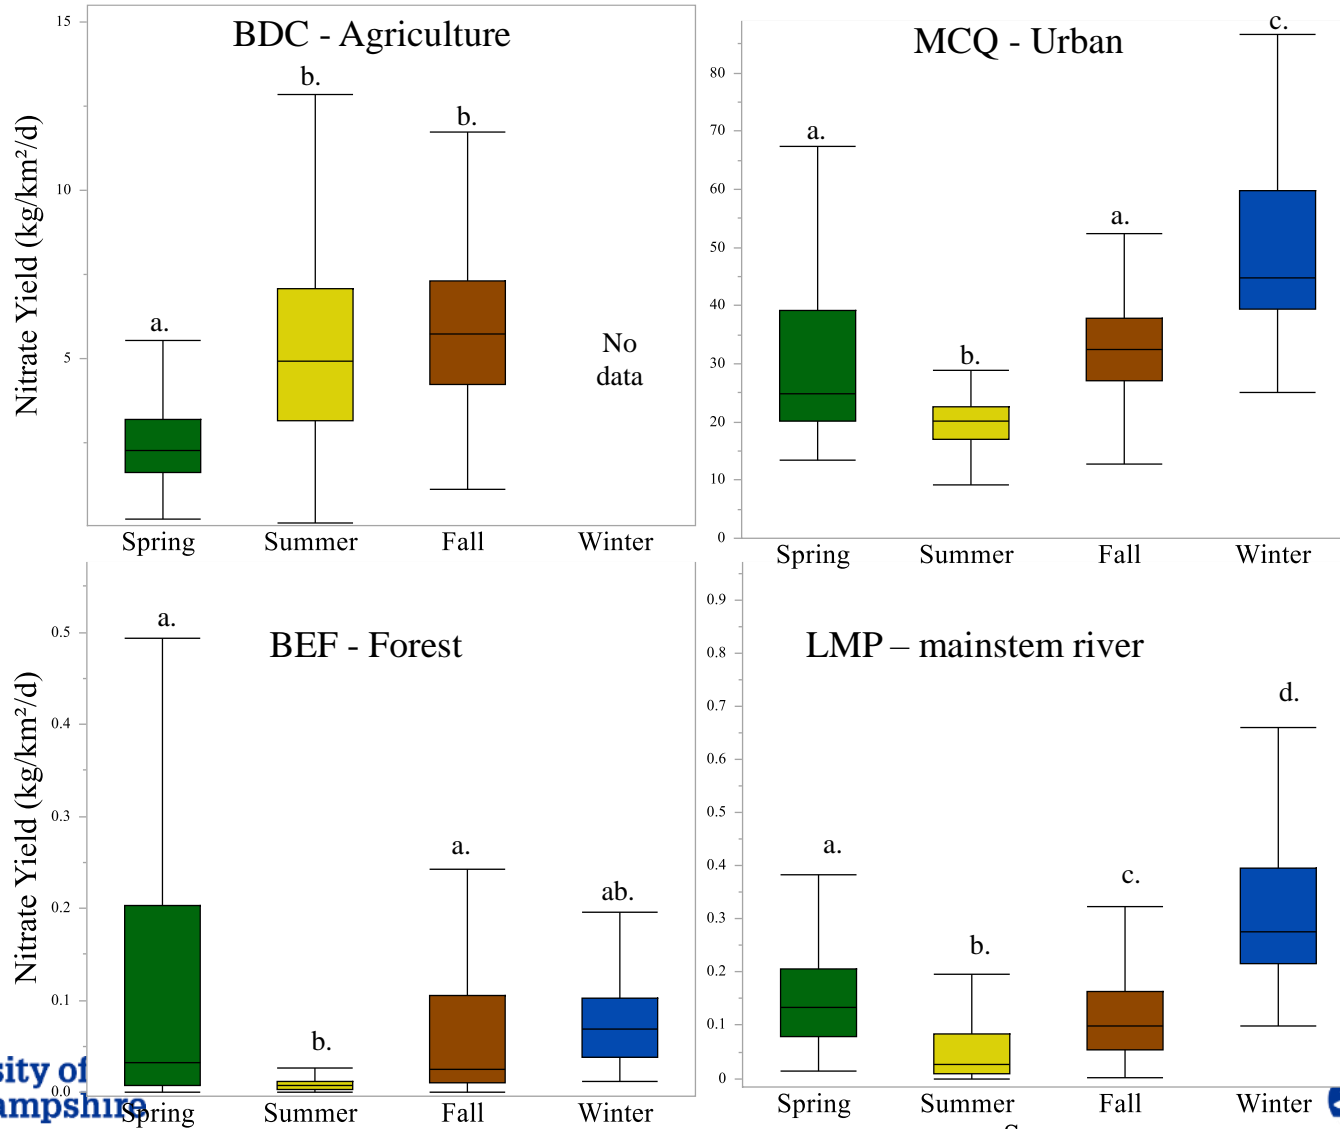 BDC - Agriculture
Nitrate Yield (kg/km²/d)
15
10
5
a.
b.
b.
No
data
Spring Summer Fall Winter
MCQ - Urban
80
70
60
50
40
30
20
10
0
a.
b.
a.
c.
Spring Summer Fall Winter
BEF - Forest
Nitrate Yield (kg/km²/d)
0.5
0.4
0.3
0.2
0.1
0.0
a.
b.
a.
ab.
Spring Summer Fall Winter
LMP – mainstem river
0.9
0.8
0.7
0.6
0.5
0.4
0.3
0.2
0.1
0
a.
b.
c.
d.
Spring Summer Fall Winter
sity of
ampshire